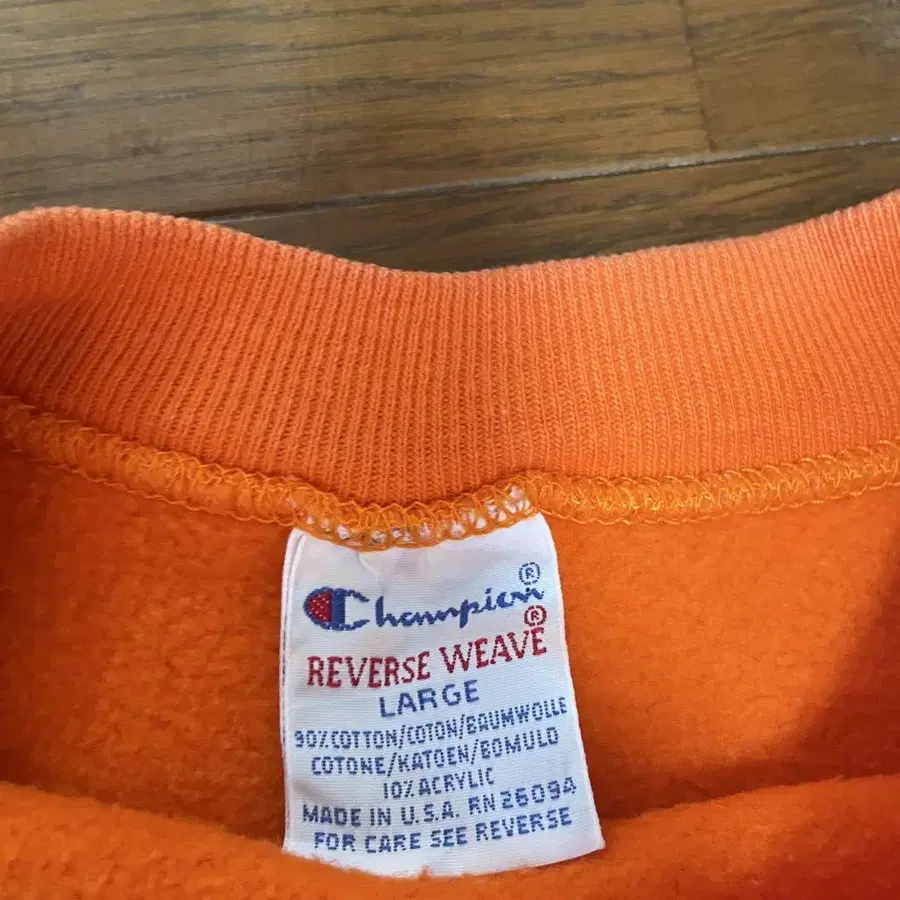 Champion®
REVERSE WEAVE®
LARGE
90% COTTON/COTON/BAUMWOLLE
COTONE/KATOEN/BOMULD
10% ACRYLIC
MADE IN U.S.A. RN 26094
FOR CARE SEE REVERSE